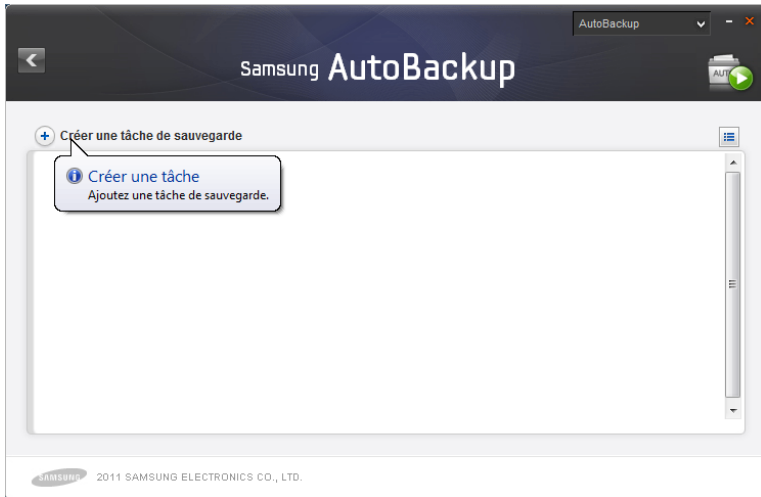 AutoBackup
Samsung AutoBackup
AUT
Créer une tâche de sauvegarde
Créer une tâche
Ajoutez une tâche de sauvegarde.
SAMSUNG 2011 SAMSUNG ELECTRONICS CO., LTD.